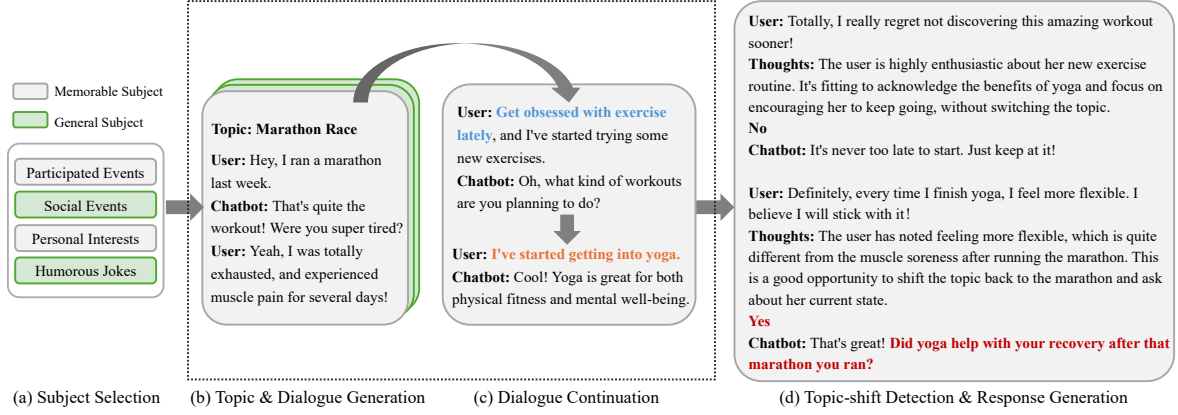 Memorable Subject
General Subject
Participated Events
Social Events
Personal Interests
Humorous Jokes
(a) Subject Selection
Topic: Marathon Race
User: Hey, I ran a marathon
last week.
Chatbot: That's quite the
workout! Were you super tired?
User: Yeah, I was totally
exhausted, and experienced
muscle pain for several days!
(b) Topic & Dialogue Generation
User: Get obsessed with exercise
lately, and I've started trying some
new exercises.
Chatbot: Oh, what kind of workouts
are you planning to do?
User: I've started getting into yoga.
Chatbot: Cool! Yoga is great for both
physical fitness and mental well-being.
(c) Dialogue Continuation
User: Totally, I really regret not discovering this amazing workout
sooner!
Thoughts: The user is highly enthusiastic about her new exercise
routine. It's fitting to acknowledge the benefits of yoga and focus on
encouraging her to keep going, without switching the topic.
No
Chatbot: It's never too late to start. Just keep at it!
User: Definitely, every time I finish yoga, I feel more flexible. I
believe I will stick with it!
Thoughts: The user has noted feeling more flexible, which is quite
different from the muscle soreness after running the marathon. This
is a good opportunity to shift the topic back to the marathon and ask
about her current state.
Yes
Chatbot: That's great! Did yoga help with your recovery after that
marathon you ran?
(d) Topic-shift Detection & Response Generation